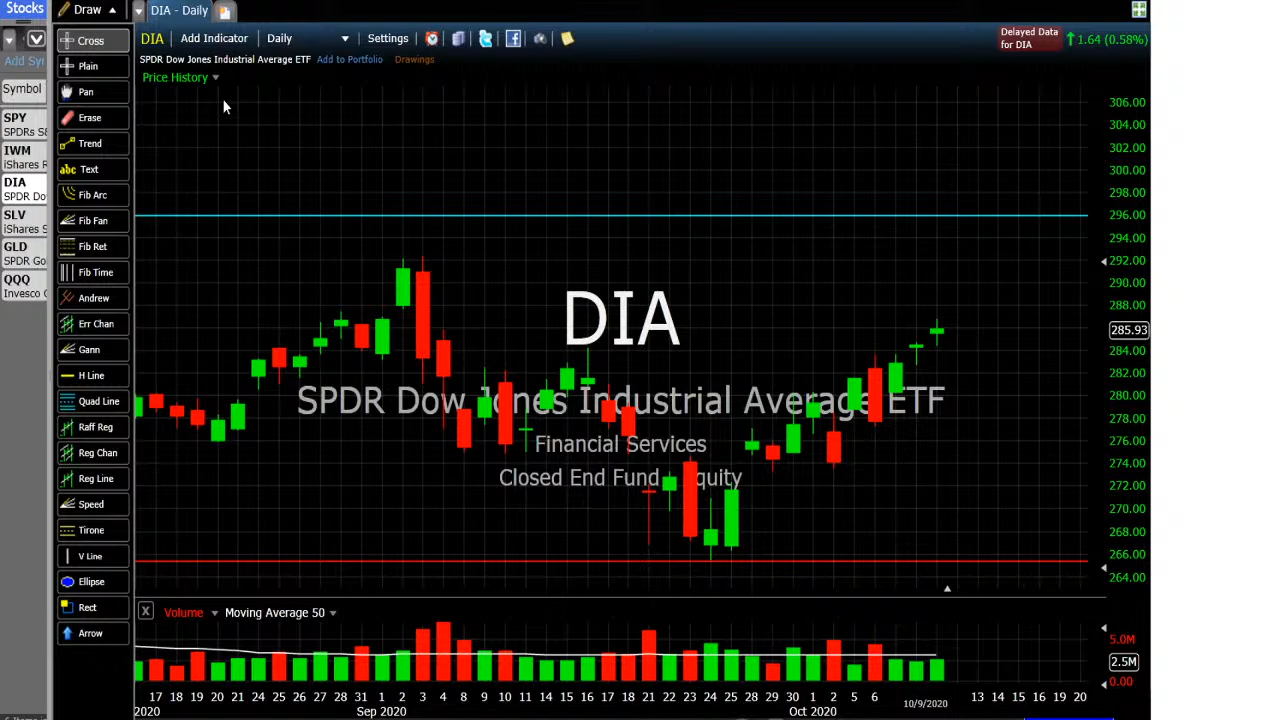 Stocks
Draw
DIA - Daily
Cross
DIA
Add Indicator
Daily
Settings
Delayed Data
for DIA
1.64 (0.58%)
Add Sy
SPDR Dow Jones Industrial Average ETF
Add to Portfolio
Drawings
Plain
Price History
Symbol
Pan
SPY
SPDRs S&
Erase
Trend
IWM
iShares R
Text
DIA
SPDR Do
Fib Arc
SLV
iShares S
Fib Fan
GLD
SPDR Go
Fib Ret
QQQ
Invesco C
Fib Time
Andrew
Err Chan
Gann
H Line
Quad Line
Raff Reg
Reg Chan
Reg Line
Speed
Tirone
V Line
Ellipse
Rect
Arrow
DIA
SPDR Dow Jones Industrial Average ETF
Financial Services
Closed End Fund Equity
306.00
304.00
302.00
300.00
298.00
296.00
294.00
292.00
290.00
288.00
285.93
284.00
282.00
280.00
278.00
276.00
274.00
272.00
270.00
268.00
266.00
264.00
X
Volume
Moving Average 50
5.0M
2.5M
0.00
17 18 19 20 21 24 25 26 27 28 31 1 2 3 4 8 9 10 11 14 15 16 17 18 21 22 23 24 25 28 29 30 1 2 5 6 13 14 15 16 19 20
2020
Sep 2020
Oct 2020
10/9/2020